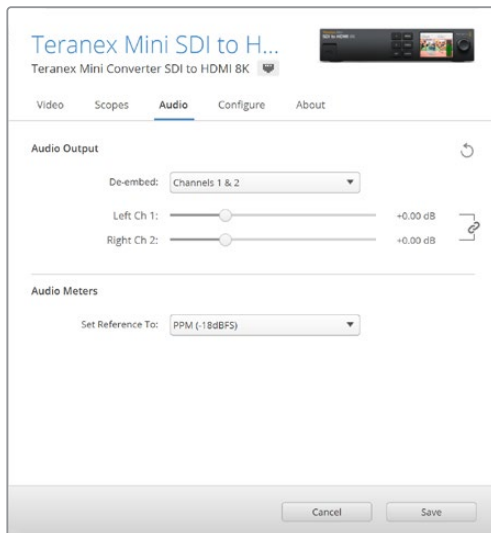 Teranex Mini SDI to H...
Teranex Mini Converter SDI to HDMI 8K
Video Scopes Audio Configure About
Audio Output
De-embed: Channels 1 & 2
Left Ch 1: +0.00 dB
Right Ch 2: +0.00 dB
Audio Meters
Set Reference To: PPM (-18dBFS)
Cancel Save